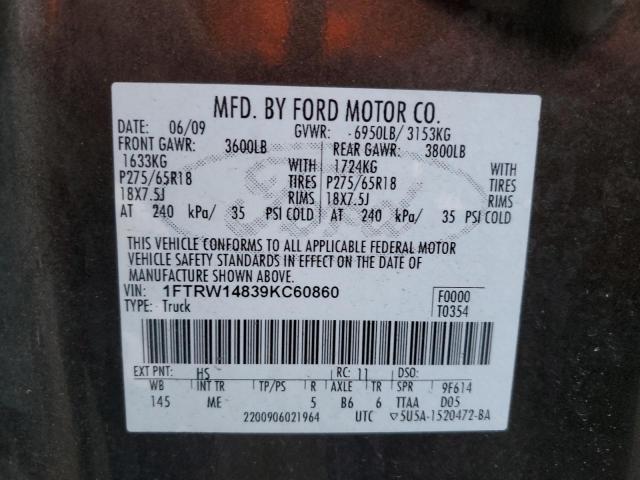 MFD. BY FORD MOTOR CO.
DATE: 06/09 GVWR: 6950LB/ 3153KG
FRONT GAWR: 3600LB REAR GAWR: 3800LB
1633KG WITH 1724KG WITH
P275/65R18 TIRES P275/65R18 TIRES
18X7.5J RIMS 18X7.5J RIMS
AT 240 kPa/ 35 PSI COLD AT 240 kPa/ 35 PSI COLD
THIS VEHICLE CONFORMS TO ALL APPLICABLE FEDERAL MOTOR
VEHICLE SAFETY STANDARDS IN EFFECT ON THE DATE OF
MANUFACTURE SHOWN ABOVE.
VIN: 1FTRW14839KC60860 F0000
TYPE: Truck T0354
EXT PNT: HS RC: 11 DSO:
WB INT TR TP/PS R AXLE TR SPR 9F614
145 ME 5 B6 6 TTAA D05
2200906021964 UTC ▽5U5A-1520472-BA
Ford